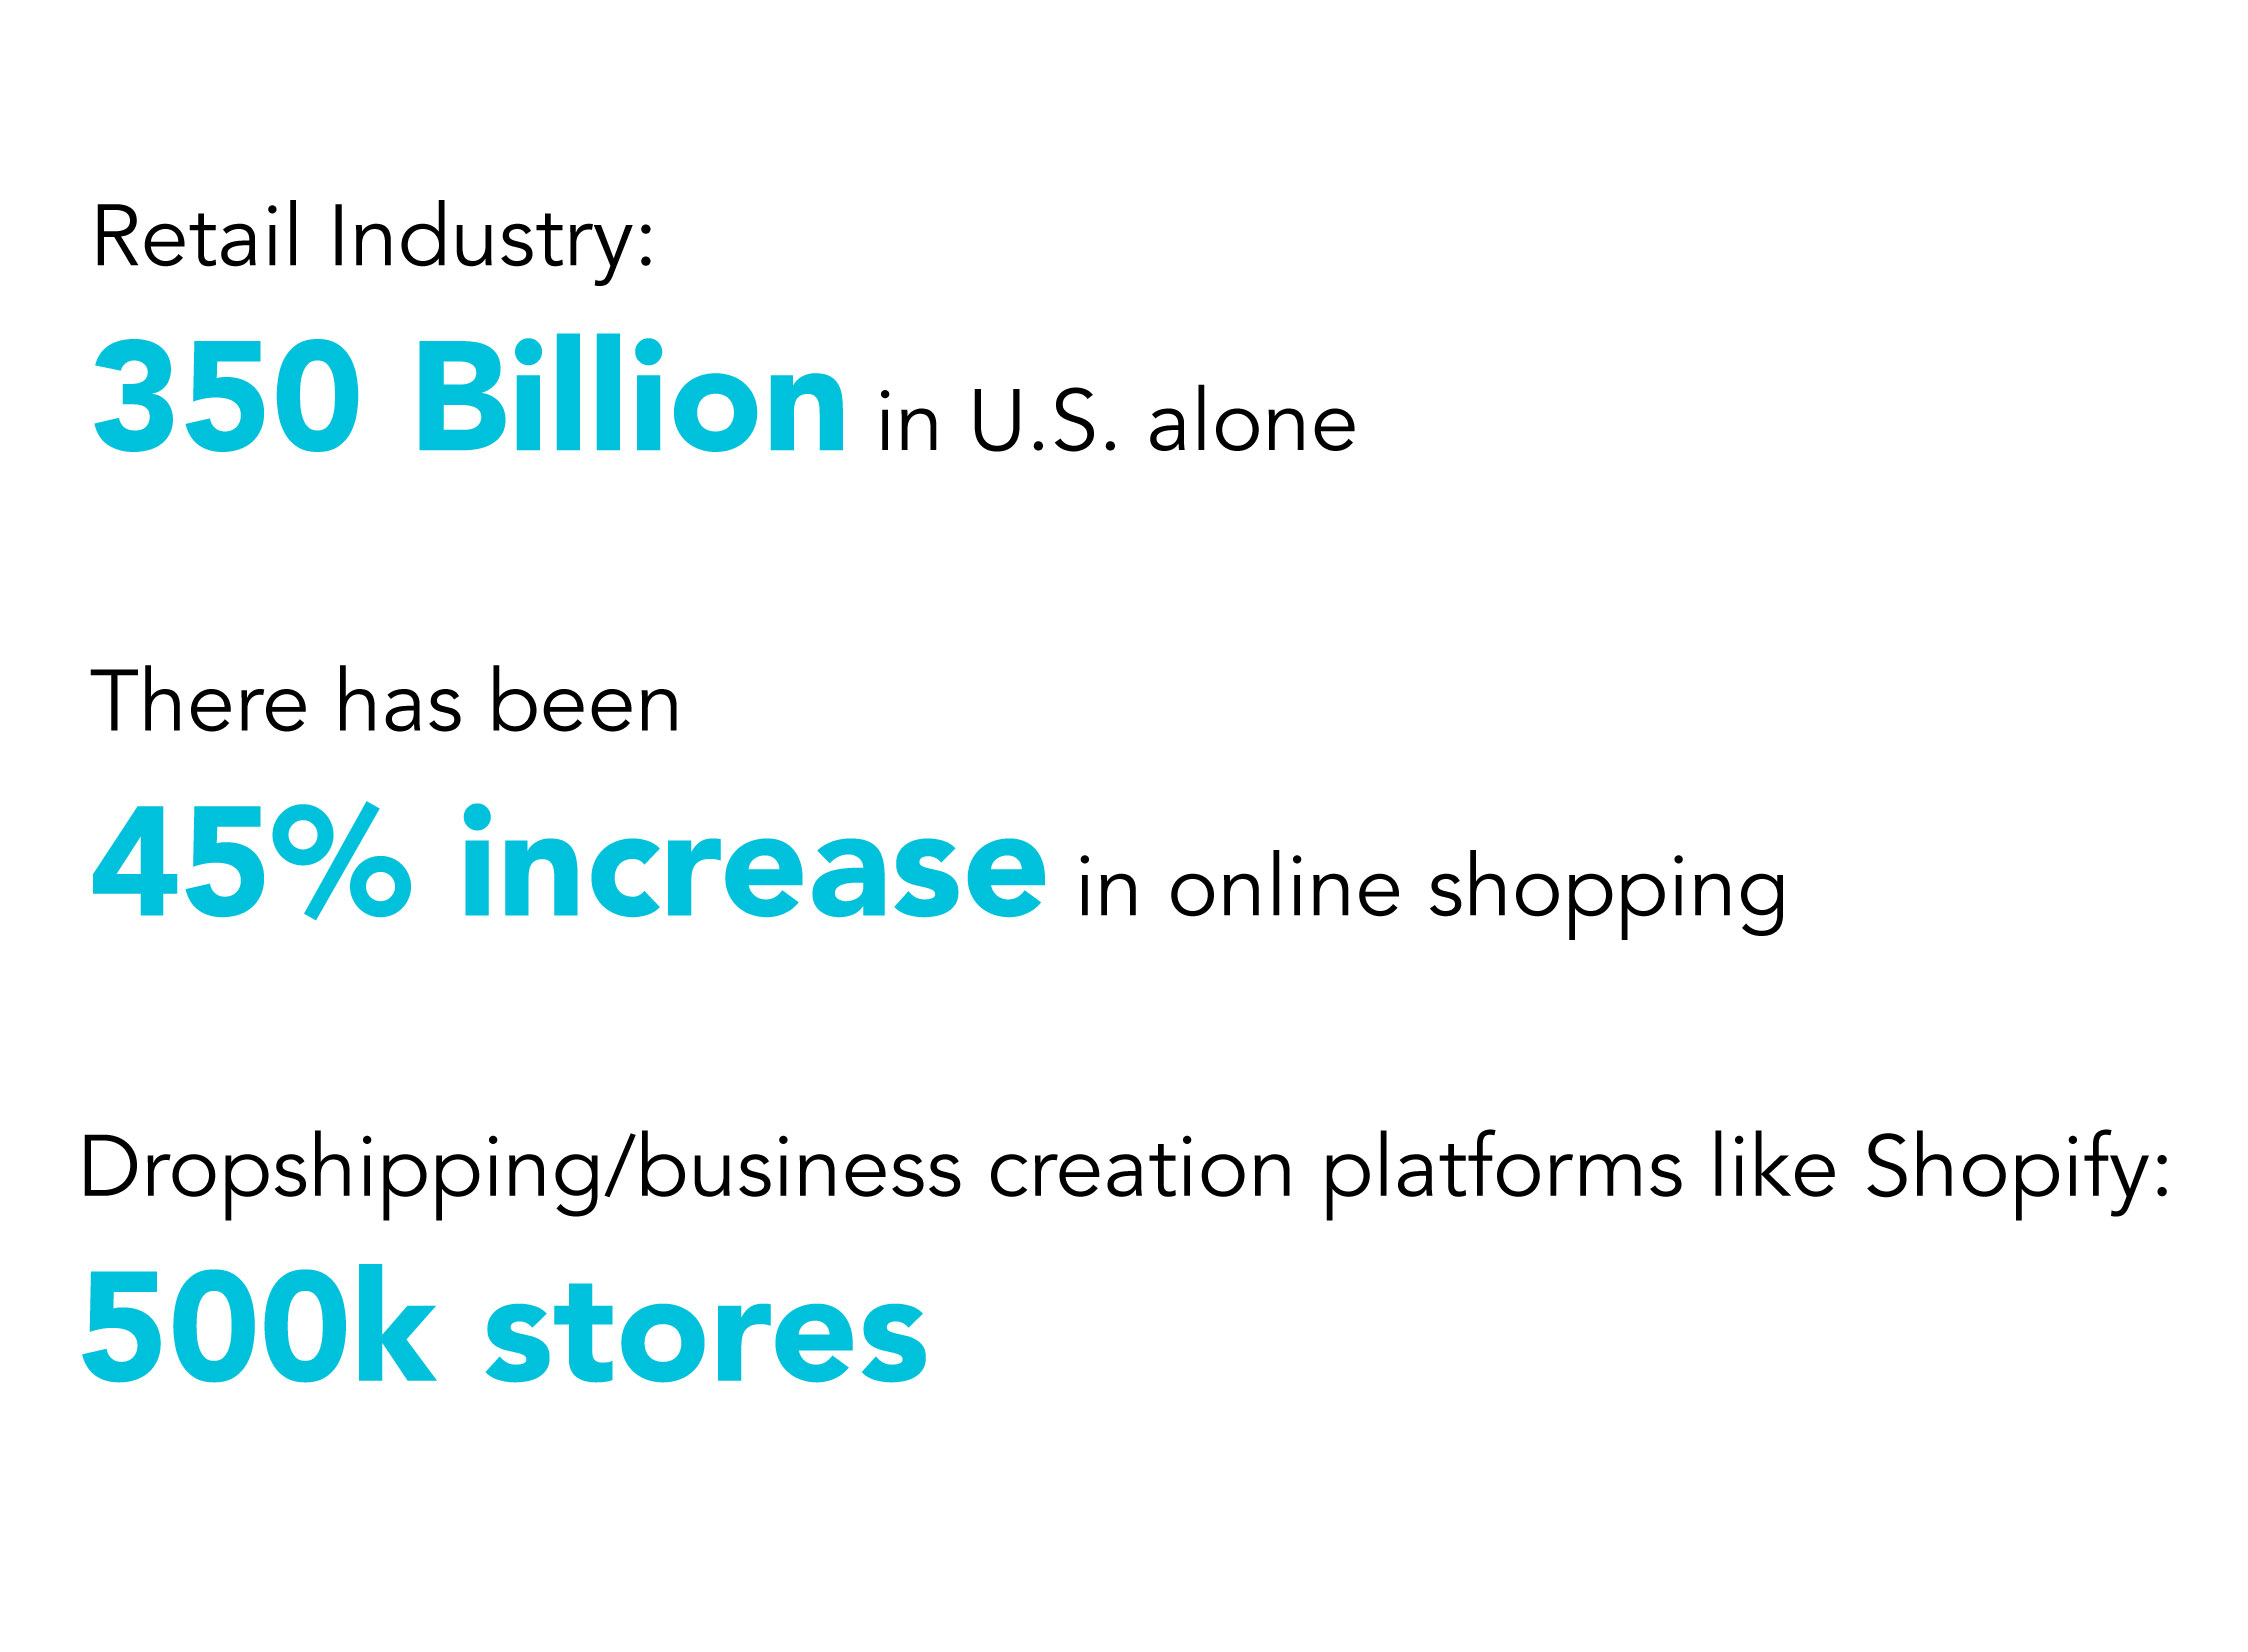 Retail Industry:
350 Billion in U.S. alone
There has been
45% increase in online shopping
Dropshipping/business creation platforms like Shopify:
500k stores